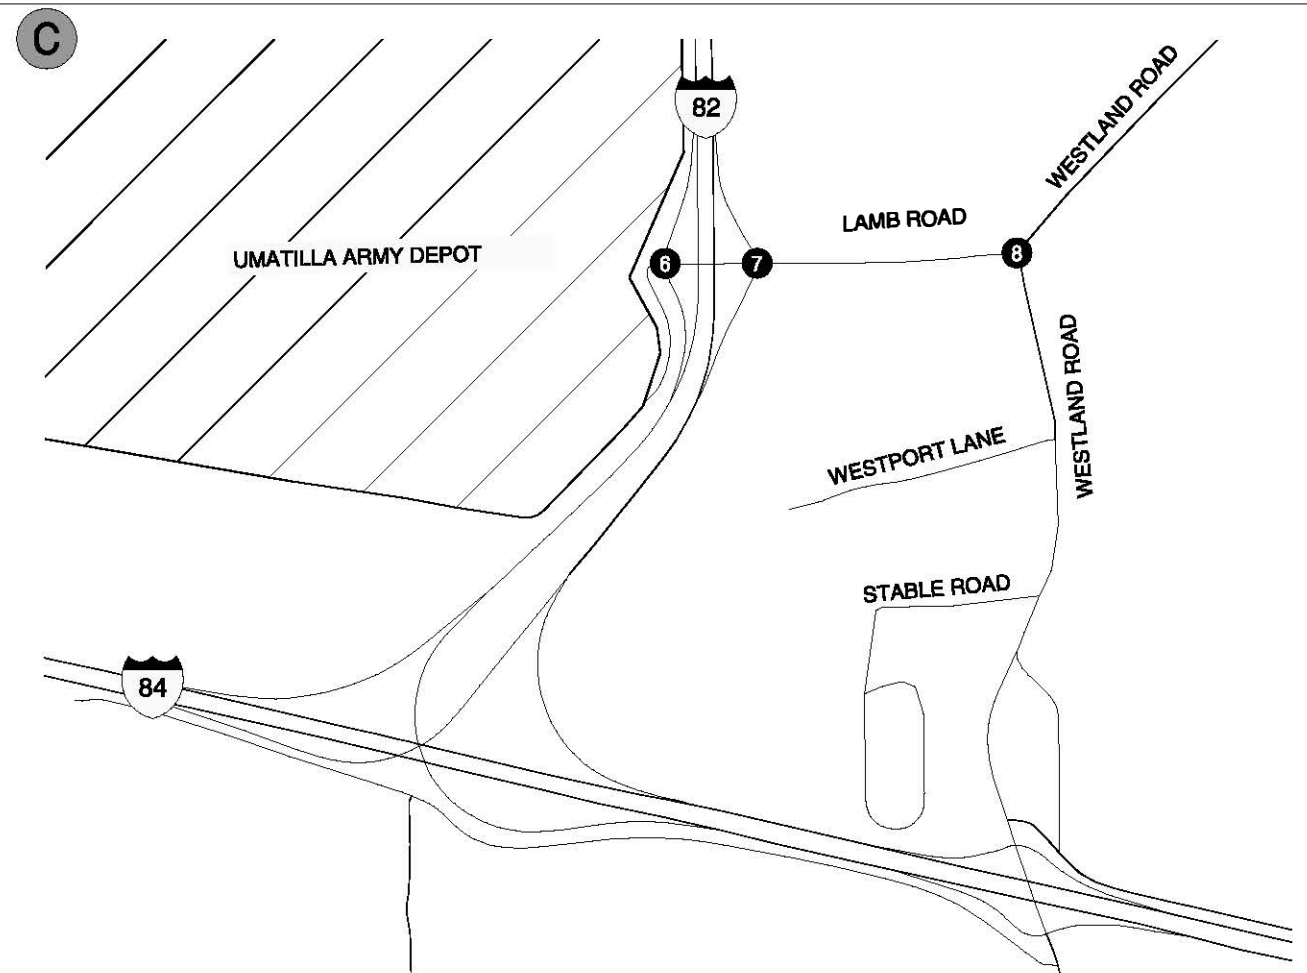 C
82
WESTLAND ROAD
LAMB ROAD
UMATILLA ARMY DEPOT
6
7
8
WESTLAND ROAD
WESTPORT LANE
STABLE ROAD
84